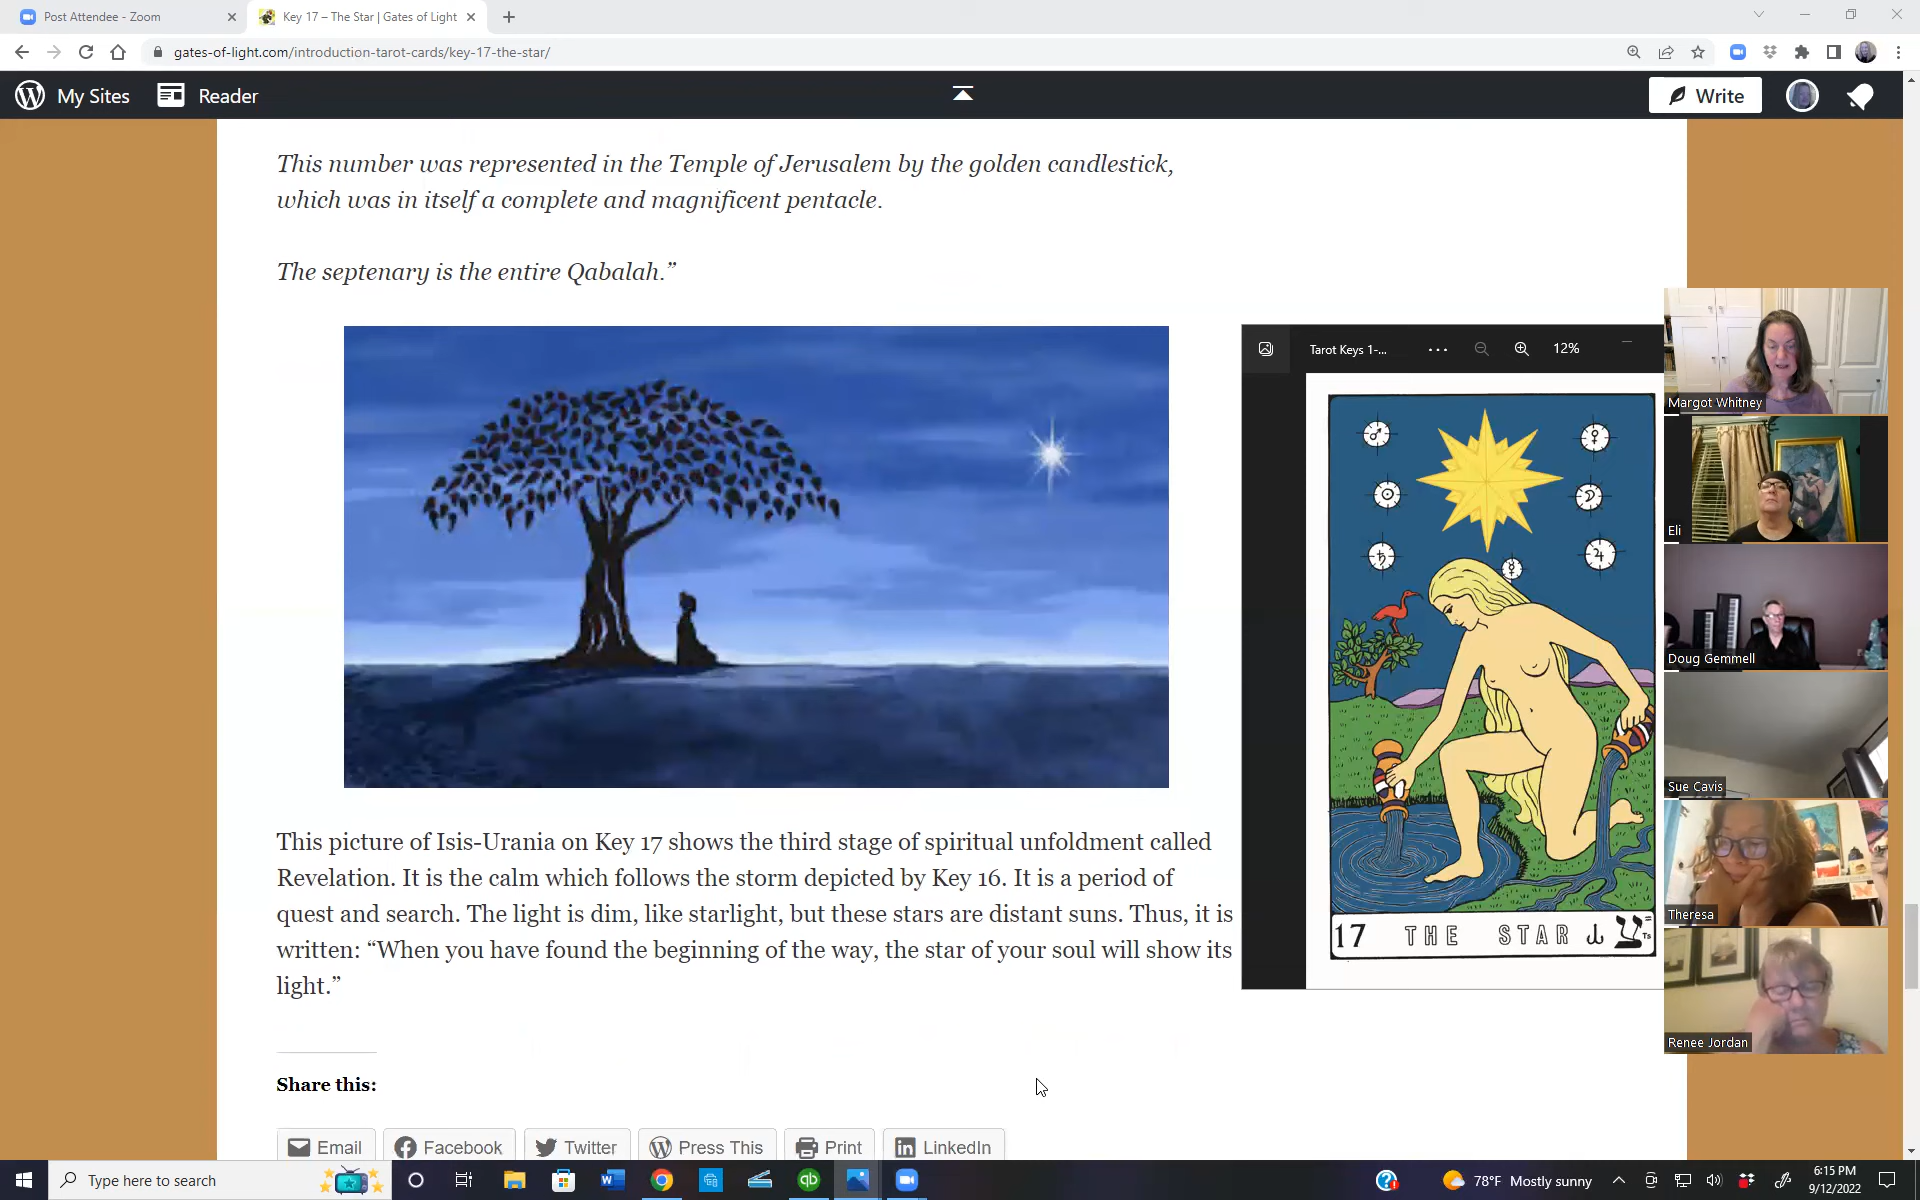 Post Attendee - Zoom
Key 17 – The Star | Gates of Light
gates-of-light.com/introduction-tarot-cards/key-17-the-star/
My Sites
Reader
Write
This number was represented in the Temple of Jerusalem by the golden candlestick,
which was in itself a complete and magnificent pentacle.
The septenary is the entire Qabalah.”
Tarot Keys 1-...
12%
17 THE STAR צ
Ts
Margot Whitney
Eli
Doug Gemmell
Sue Cavis
Theresa
Renee Jordan
This picture of Isis-Urania on Key 17 shows the third stage of spiritual unfoldment called
Revelation. It is the calm which follows the storm depicted by Key 16. It is a period of
quest and search. The light is dim, like starlight, but these stars are distant suns. Thus, it is
written: “When you have found the beginning of the way, the star of your soul will show its
light.”
Share this:
Email
Facebook
Twitter
Press This
Print
LinkedIn
Type here to search
78°F Mostly sunny
6:15 PM
9/12/2022